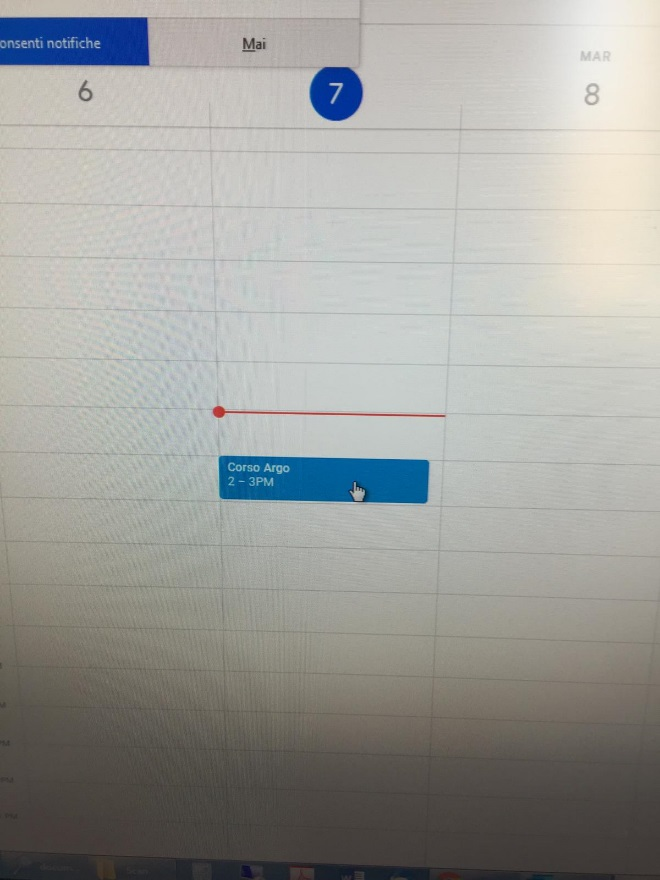 onsenti notifiche
Mai
MAR
6
7
8
Corso Argo
2 – 3PM